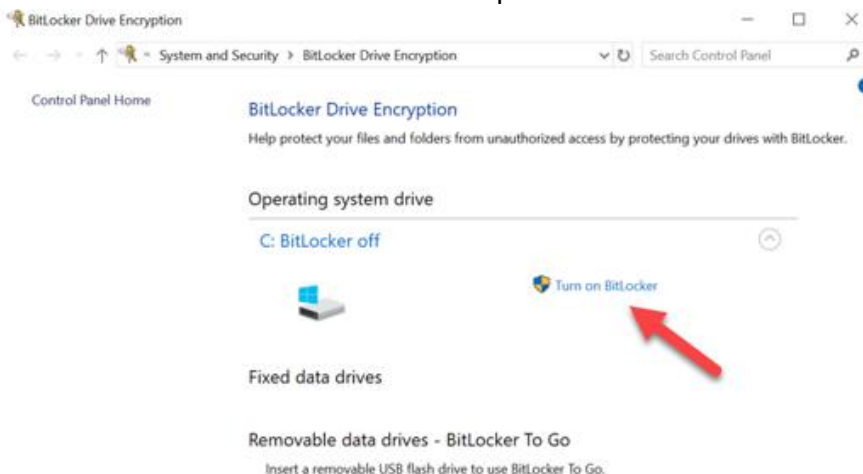 BitLocker Drive Encryption
System and Security > BitLocker Drive Encryption
Search Control Panel
Control Panel Home
BitLocker Drive Encryption
Help protect your files and folders from unauthorized access by protecting your drives with BitLocker.
Operating system drive
C: BitLocker off
Turn on BitLocker
Fixed data drives
Removable data drives - BitLocker To Go
Insert a removable USB flash drive to use BitLocker To Go.